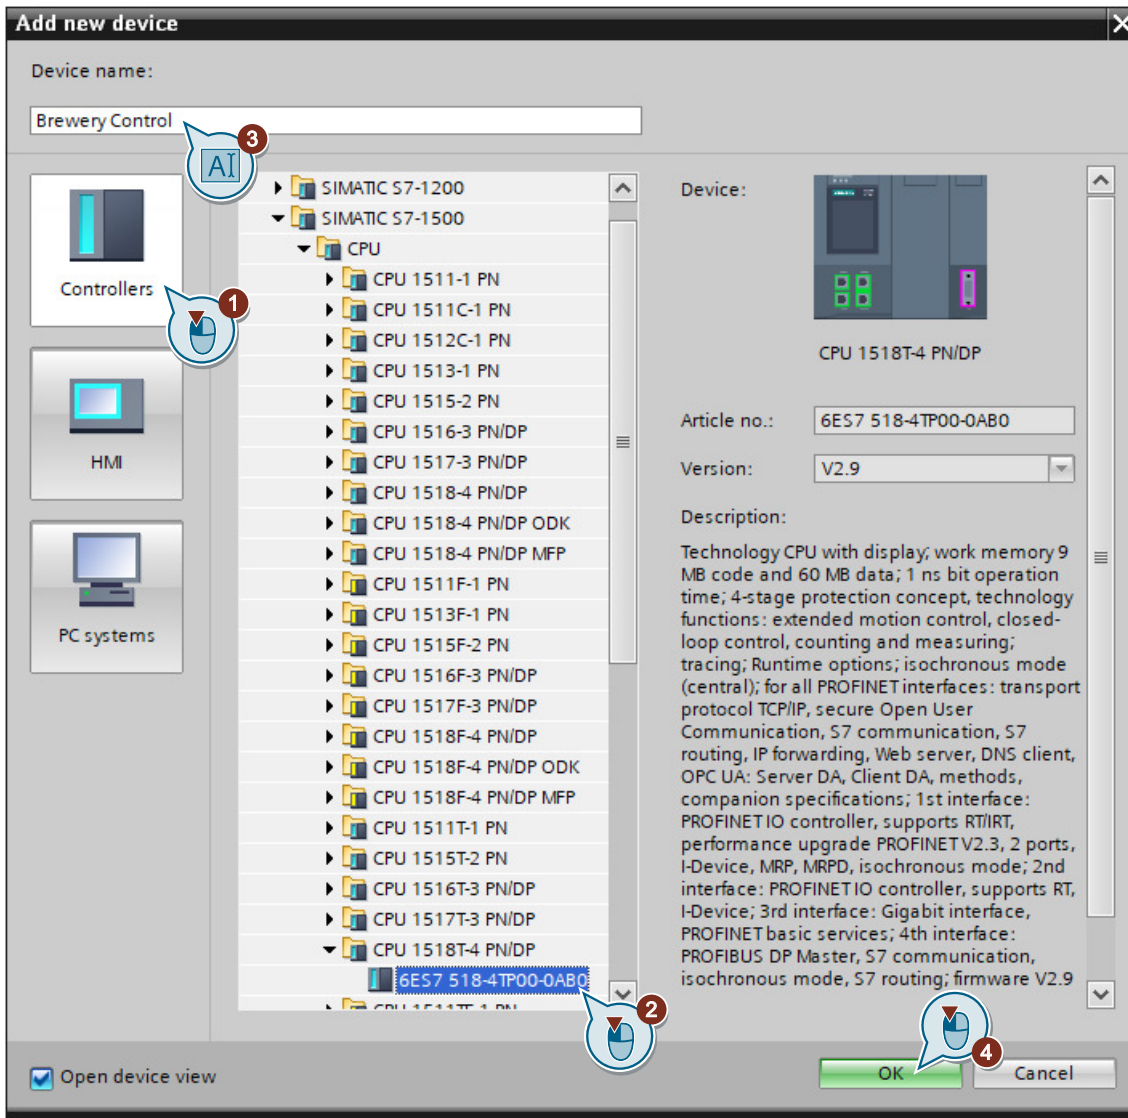 Add new device
Device name:
Brewery Control
3
AI
Controllers
1
HMI
PC systems
SIMATIC S7-1200
SIMATIC S7-1500
CPU
CPU 1511-1 PN
CPU 1511C-1 PN
CPU 1512C-1 PN
CPU 1513-1 PN
CPU 1515-2 PN
CPU 1516-3 PN/DP
CPU 1517-3 PN/DP
CPU 1518-4 PN/DP
CPU 1518-4 PN/DP ODK
CPU 1518-4 PN/DP MFP
CPU 1511F-1 PN
CPU 1513F-1 PN
CPU 1515F-2 PN
CPU 1516F-3 PN/DP
CPU 1517F-3 PN/DP
CPU 1518F-4 PN/DP
CPU 1518F-4 PN/DP ODK
CPU 1518F-4 PN/DP MFP
CPU 1511T-1 PN
CPU 1515T-2 PN
CPU 1516T-3 PN/DP
CPU 1517T-3 PN/DP
CPU 1518T-4 PN/DP
6ES7 518-4TP00-0AB0
2
CPU 1511TF-1 PN
Device:
CPU 1518T-4 PN/DP
Article no.:
6ES7 518-4TP00-0AB0
Version:
V2.9
Description:
Technology CPU with display; work memory 9
MB code and 60 MB data; 1 ns bit operation
time; 4-stage protection concept, technology
functions: extended motion control, closed-
loop control, counting and measuring;
tracing; Runtime options; isochronous mode
(central); for all PROFINET interfaces: transport
protocol TCP/IP, secure Open User
Communication, S7 communication, S7
routing, IP forwarding, Web server, DNS client,
OPC UA: Server DA, Client DA, methods,
companion specifications; 1st interface:
PROFINET IO controller, supports RT/IRT,
performance upgrade PROFINET V2.3, 2 ports,
I-Device, MRP, MRPD, isochronous mode; 2nd
interface: PROFINET IO controller, supports RT,
I-Device; 3rd interface: Gigabit interface,
PROFINET basic services; 4th interface:
PROFIBUS DP Master, S7 communication,
isochronous mode, S7 routing; firmware V2.9
4
Open device view
OK
Cancel